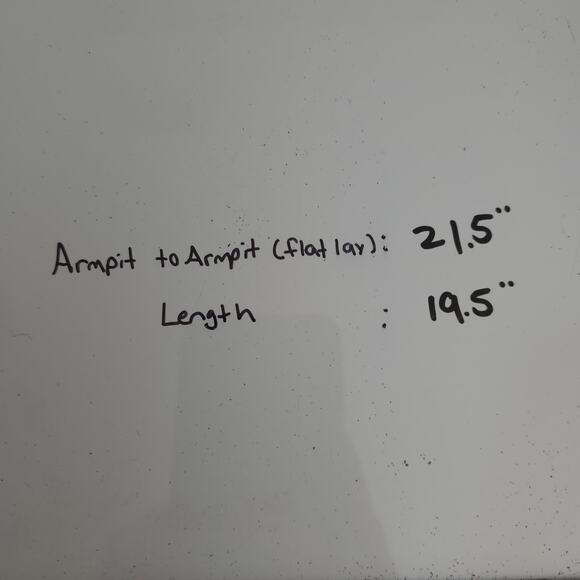 Armpit to Armpit (flat lay): 21.5"
Length : 19.5"